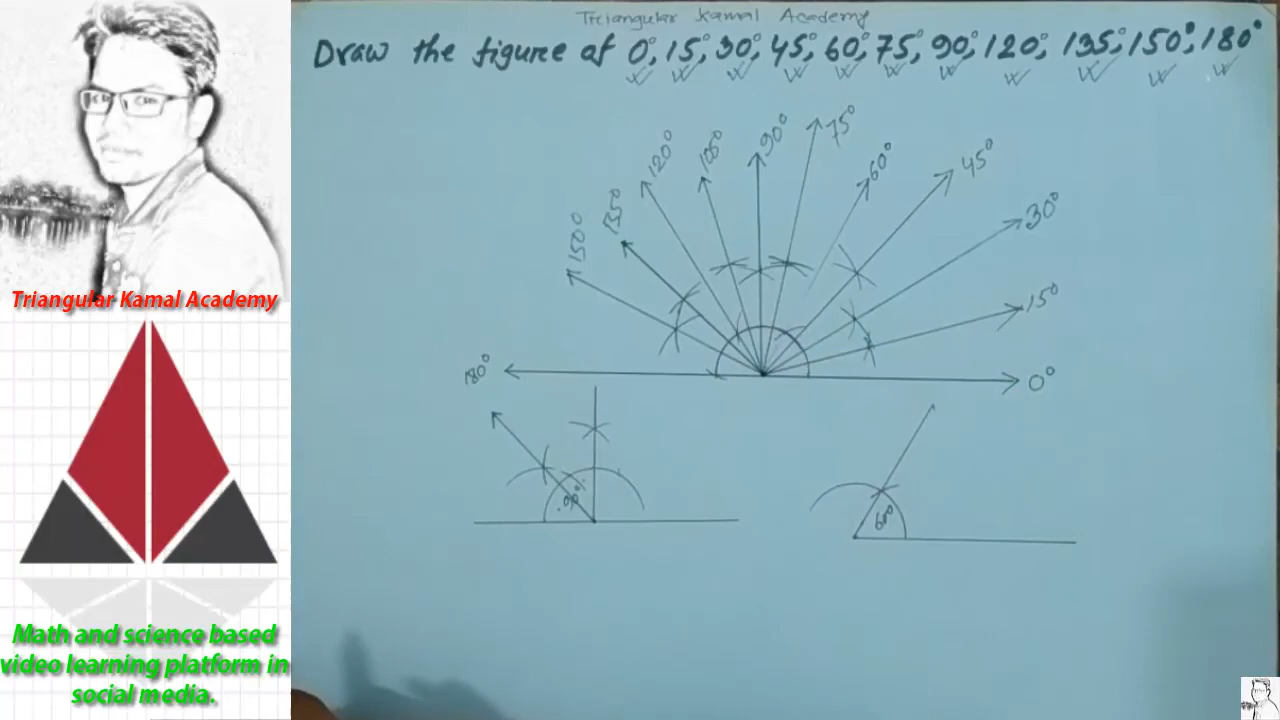 Triangular Kamal Academy
Draw the figure of 0°, 15°, 30°, 45°, 60°, 75°, 90°, 120°, 135°, 150°, 180°
180°
150°
135°
120°
105°
90°
75°
60°
45°
30°
15°
0°
90°
60°
Triangular Kamal Academy
Math and science based
video learning platform in
social media.